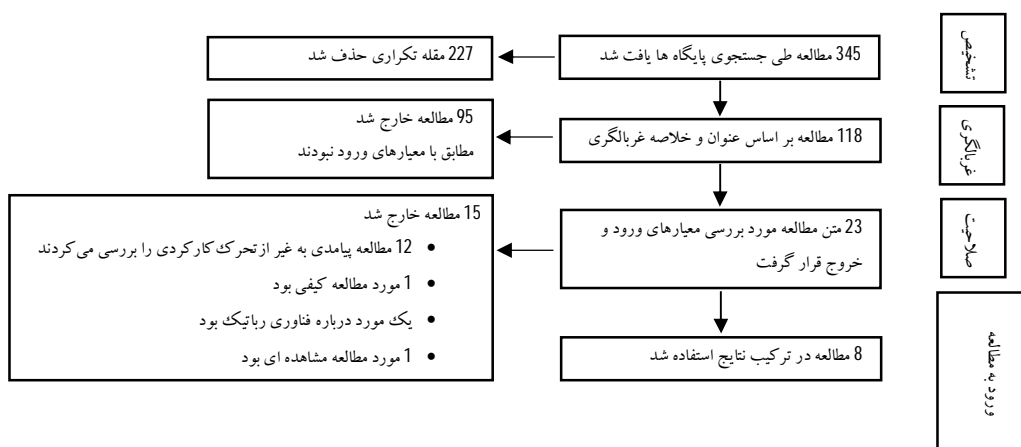 تشخیص
345 مطالعه طی جستجوی پایگاه ها یافت شد
227 مقله تکراری حذف شد
غربالگری
118 مطالعه بر اساس عنوان و خلاصه غربالگری
95 مطالعه خارج شد
مطابق با معیارهای ورود نبودند
صلاحیت
23 متن مطالعه مورد بررسی معیارهای ورود و
خروج قرار گرفت
15 مطالعه خارج شد
• 12 مطالعه پیامدی به غیر ازتحرک کارکردی را بررسی می‌کردند
• 1 مورد مطالعه کیفی بود
• یک مورد درباره فناوری رباتیک بود
• 1 مورد مطالعه مشاهده ای بود
ورود به مطالعه
8 مطالعه در ترکیب نتایج استفاده شد